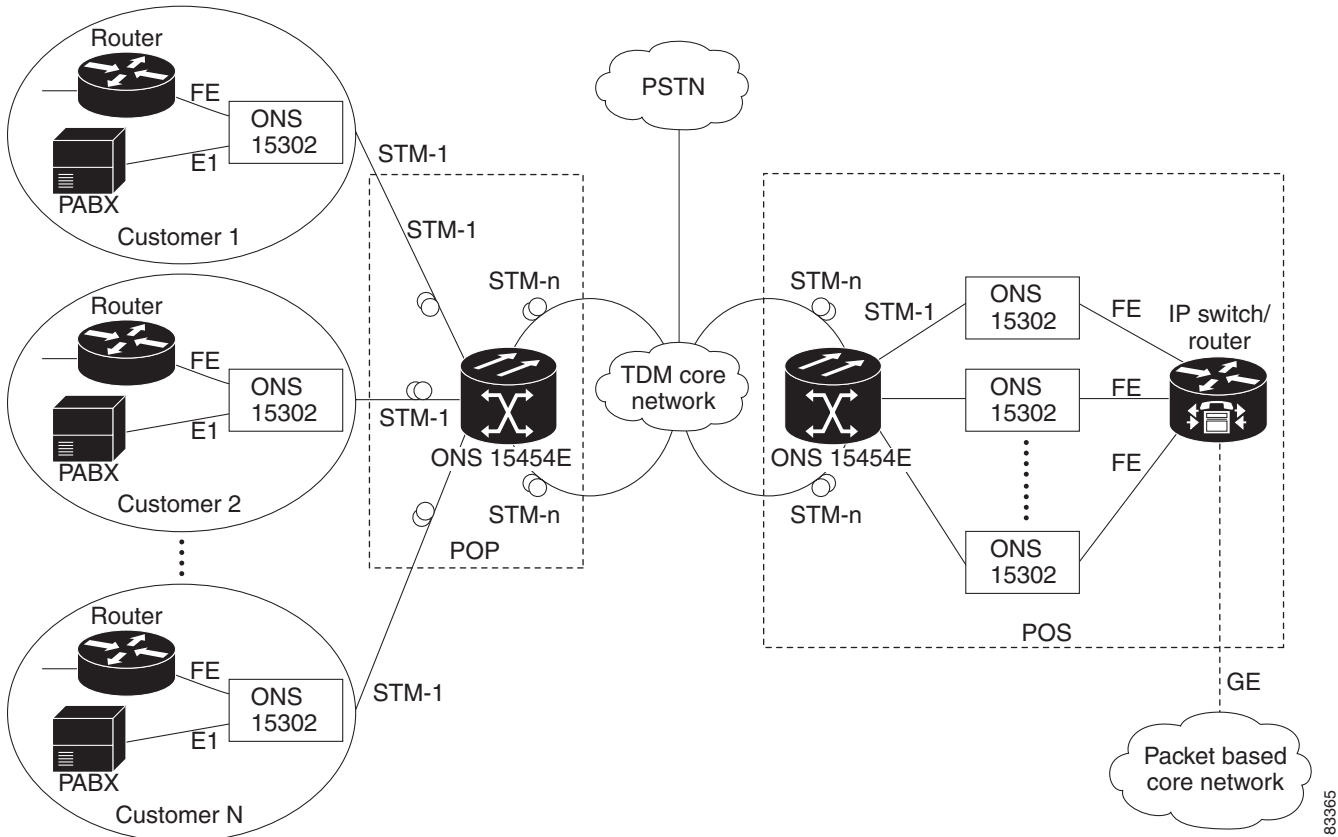 Router
FE
ONS
15302
E1
PABX
Customer 1
STM-1
Router
FE
ONS
15302
E1
PABX
Customer 2
STM-1
Router
FE
ONS
15302
E1
PABX
Customer N
STM-1
STM-1
STM-n
ONS 15454E
STM-n
POP
PSTN
TDM core
network
STM-n
ONS 15454E
STM-n
STM-1
ONS
15302
FE
ONS
15302
FE
ONS
15302
FE
IP switch/
router
POS
GE
Packet based
core network
83365